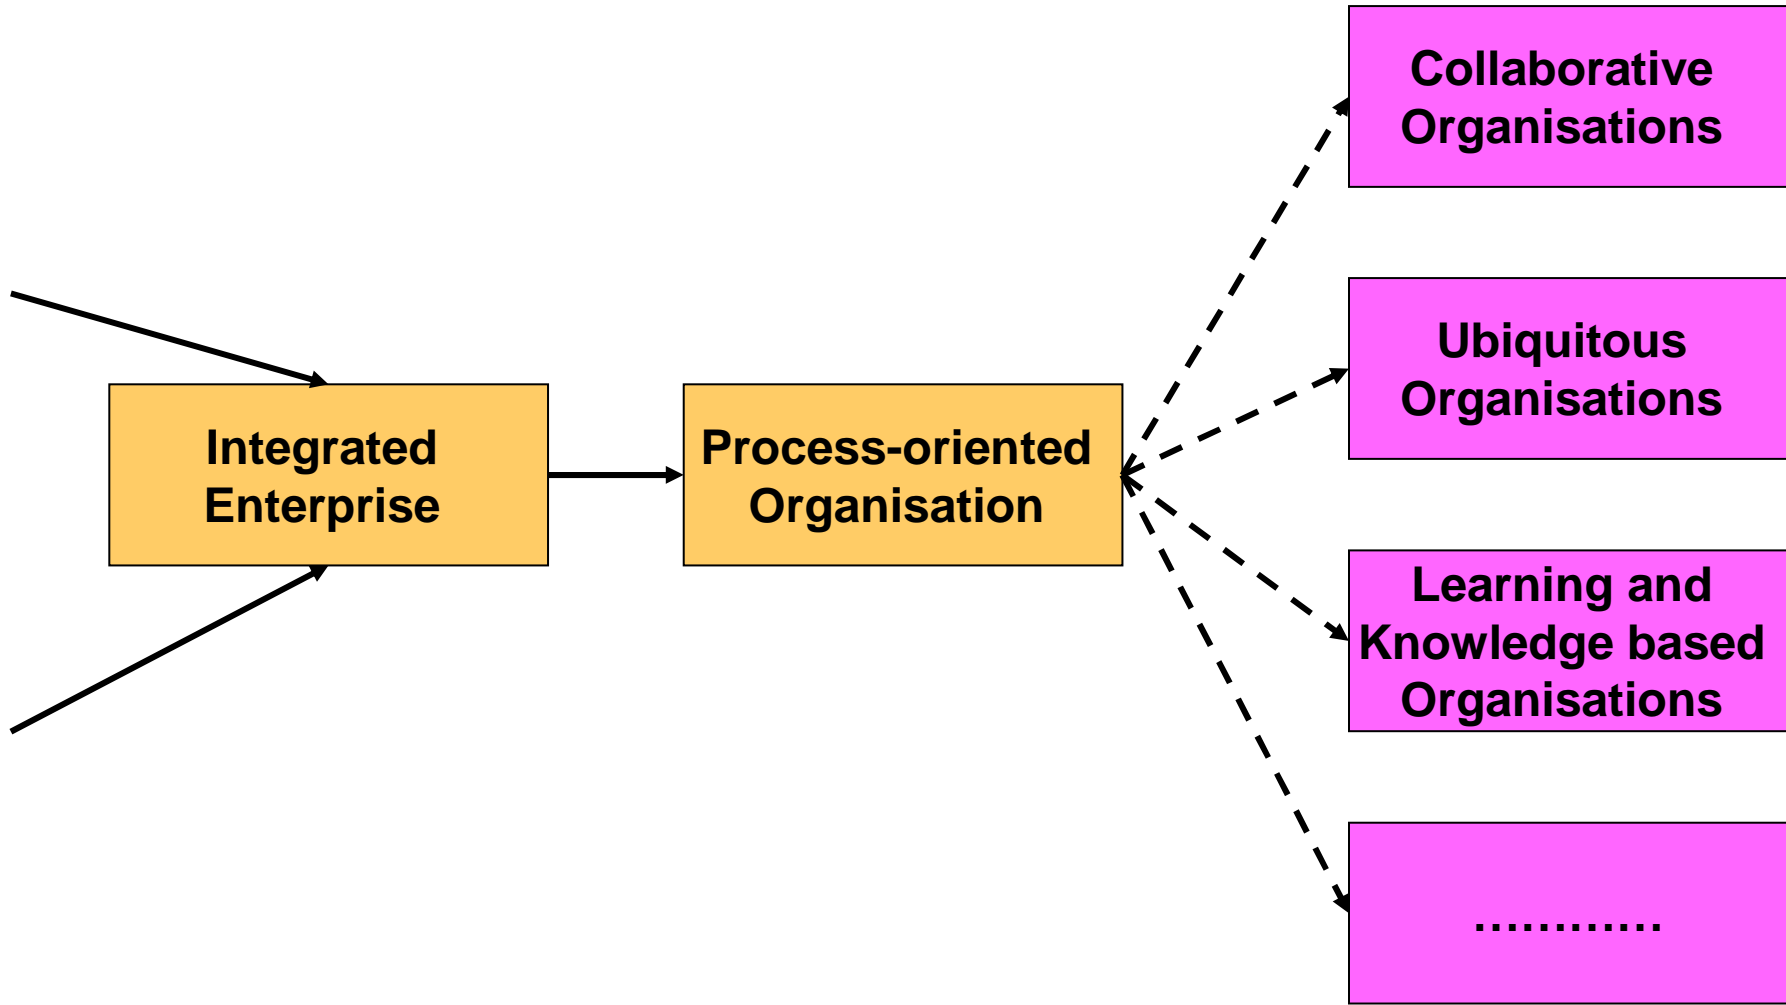 Collaborative
Organisations
Ubiquitous
Organisations
Integrated
Enterprise
Process-oriented
Organisation
Learning and
Knowledge based
Organisations
............